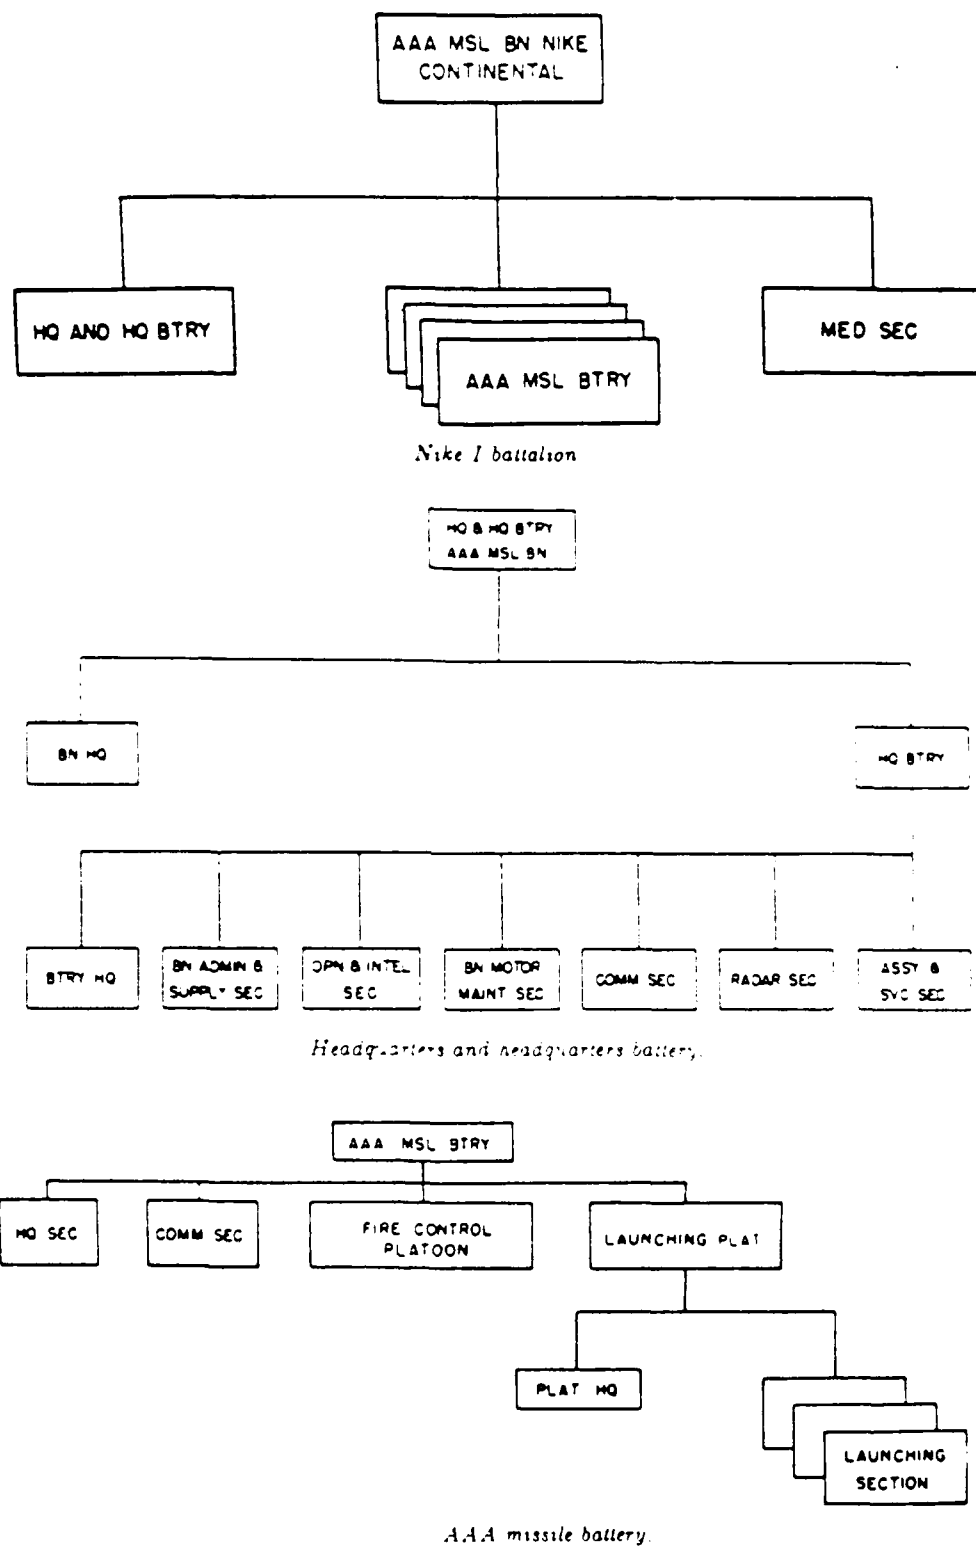 AAA MSL BN NIKE
CONTINENTAL
HQ AND HQ BTRY
AAA MSL BTRY
MED SEC
Nike I battalion
HQ & HQ BTRY
AAA MSL BN
BN HQ
HQ BTRY
BTRY HQ
BN ADMIN &
SUPPLY SEC
OPN & INTEL
SEC
BN MOTOR
MAINT SEC
COMM SEC
RADAR SEC
ASSY &
SVC SEC
Headquarters and headquarters battery.
AAA MSL BTRY
HQ SEC
COMM SEC
FIRE CONTROL
PLATOON
LAUNCHING PLAT
PLAT HQ
LAUNCHING
SECTION
AAA missile battery.